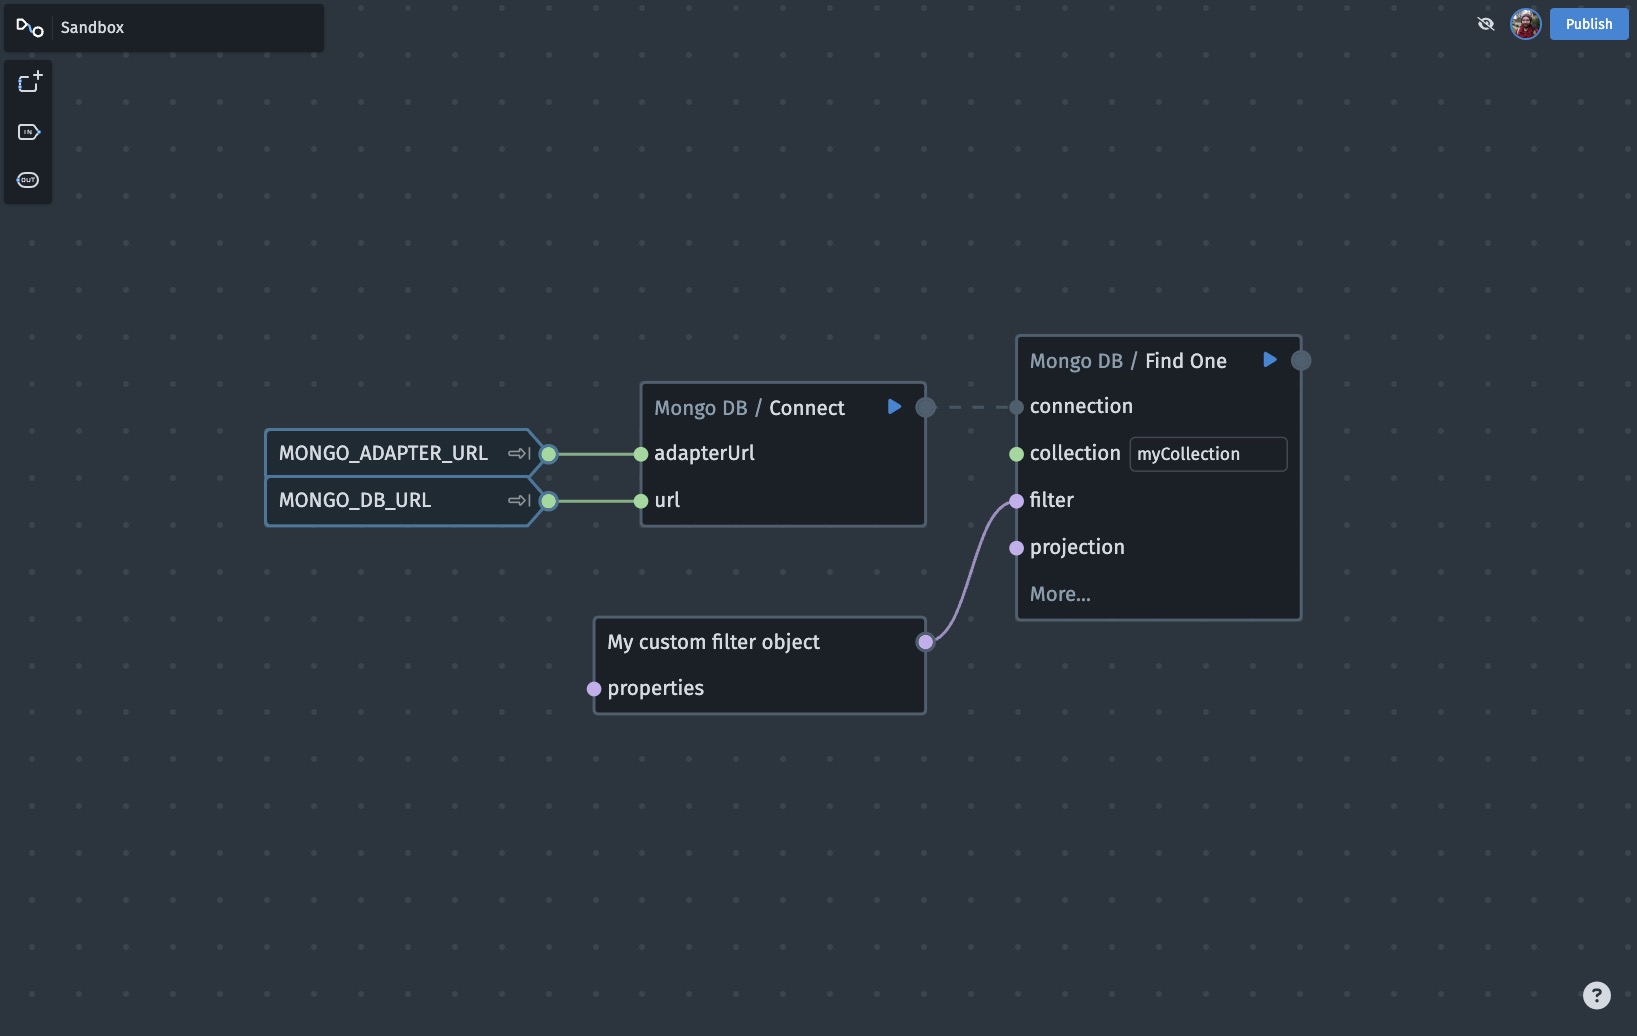 Sandbox
Publish
IN
OUT
Mongo DB / Find One
connection
collection myCollection
filter
projection
More...
Mongo DB / Connect
adapterUrl
url
MONGO_ADAPTER_URL
MONGO_DB_URL
My custom filter object
properties
?